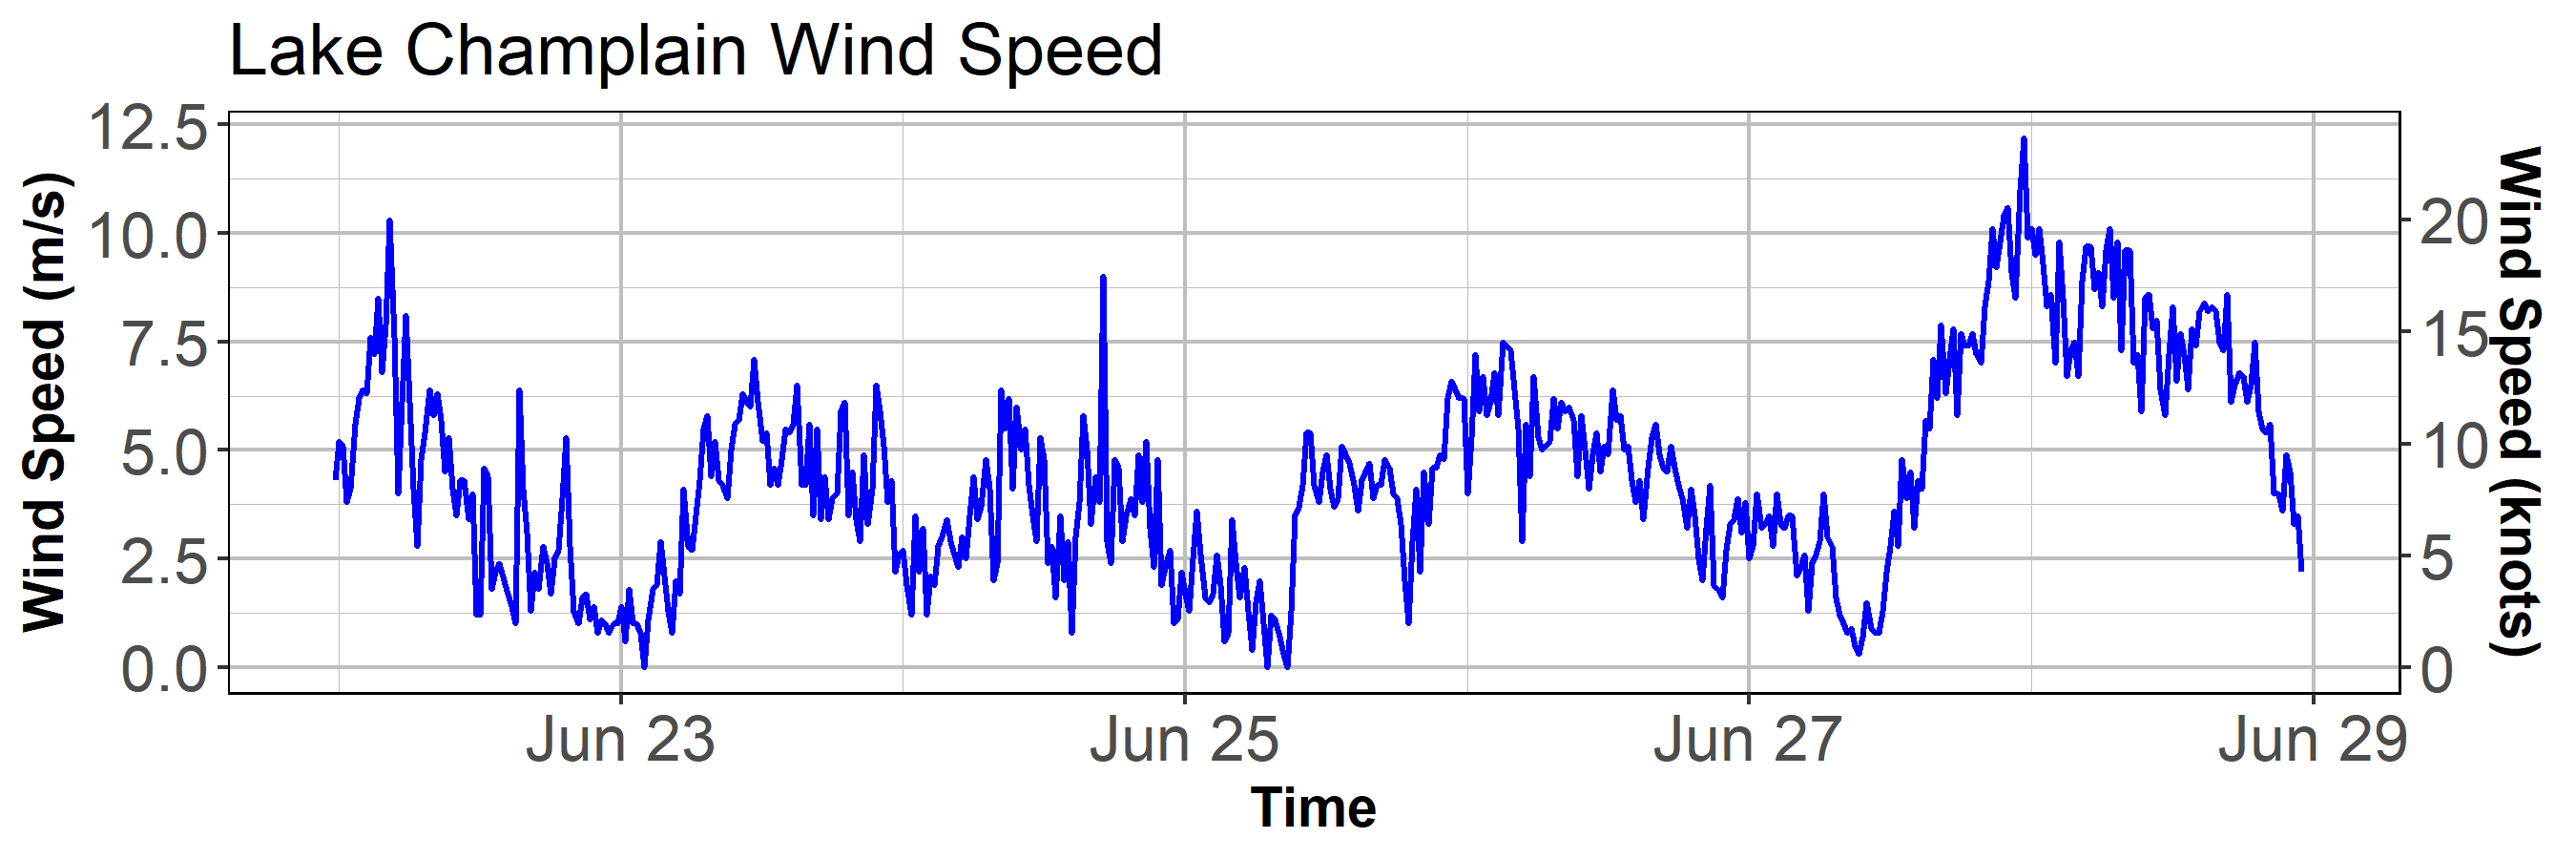 Lake Champlain Wind Speed
12.5
10.0
7.5
5.0
2.5
0.0
Wind Speed (m/s)
20
15
10
5
0
Wind Speed (knots)
Jun 23
Jun 25
Jun 27
Jun 29
Time